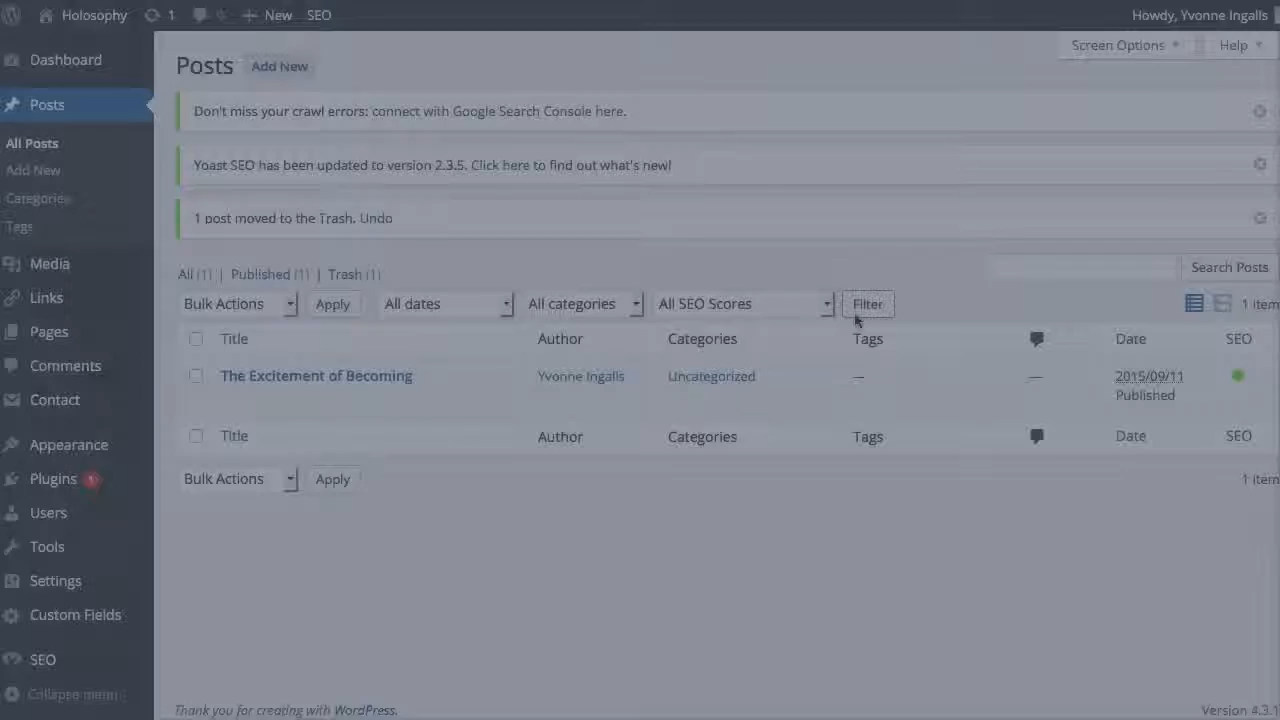 Holosophy 1 New SEO Howdy, Yvonne Ingalls
Screen Options Help
Dashboard
Posts
All Posts
Add New
Categories
Tags
Media
Links
Pages
Comments
Contact
Appearance
Plugins 1
Users
Tools
Settings
Custom Fields
SEO
Collapse menu
Posts Add New
Don't miss your crawl errors: connect with Google Search Console here.
Yoast SEO has been updated to version 2.3.5. Click here to find out what's new!
1 post moved to the Trash. Undo
All (1) | Published (1) | Trash (1)
Search Posts
Bulk Actions Apply All dates All categories All SEO Scores Filter 1 item
Title Author Categories Tags Date SEO
The Excitement of Becoming Yvonne Ingalls Uncategorized — — 2015/09/11
Published
Title Author Categories Tags Date SEO
Bulk Actions Apply 1 item
Thank you for creating with WordPress. Version 4.3.1